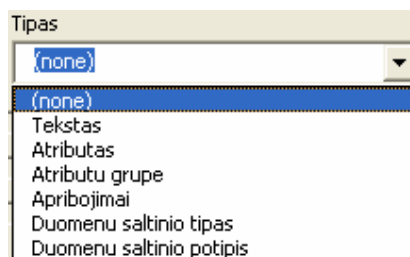 Tipas
(none)
(none)
Tekstas
Atributas
Atributu grupe
Apribojimai
Duomenu saltinio tipas
Duomenu saltinio potipis